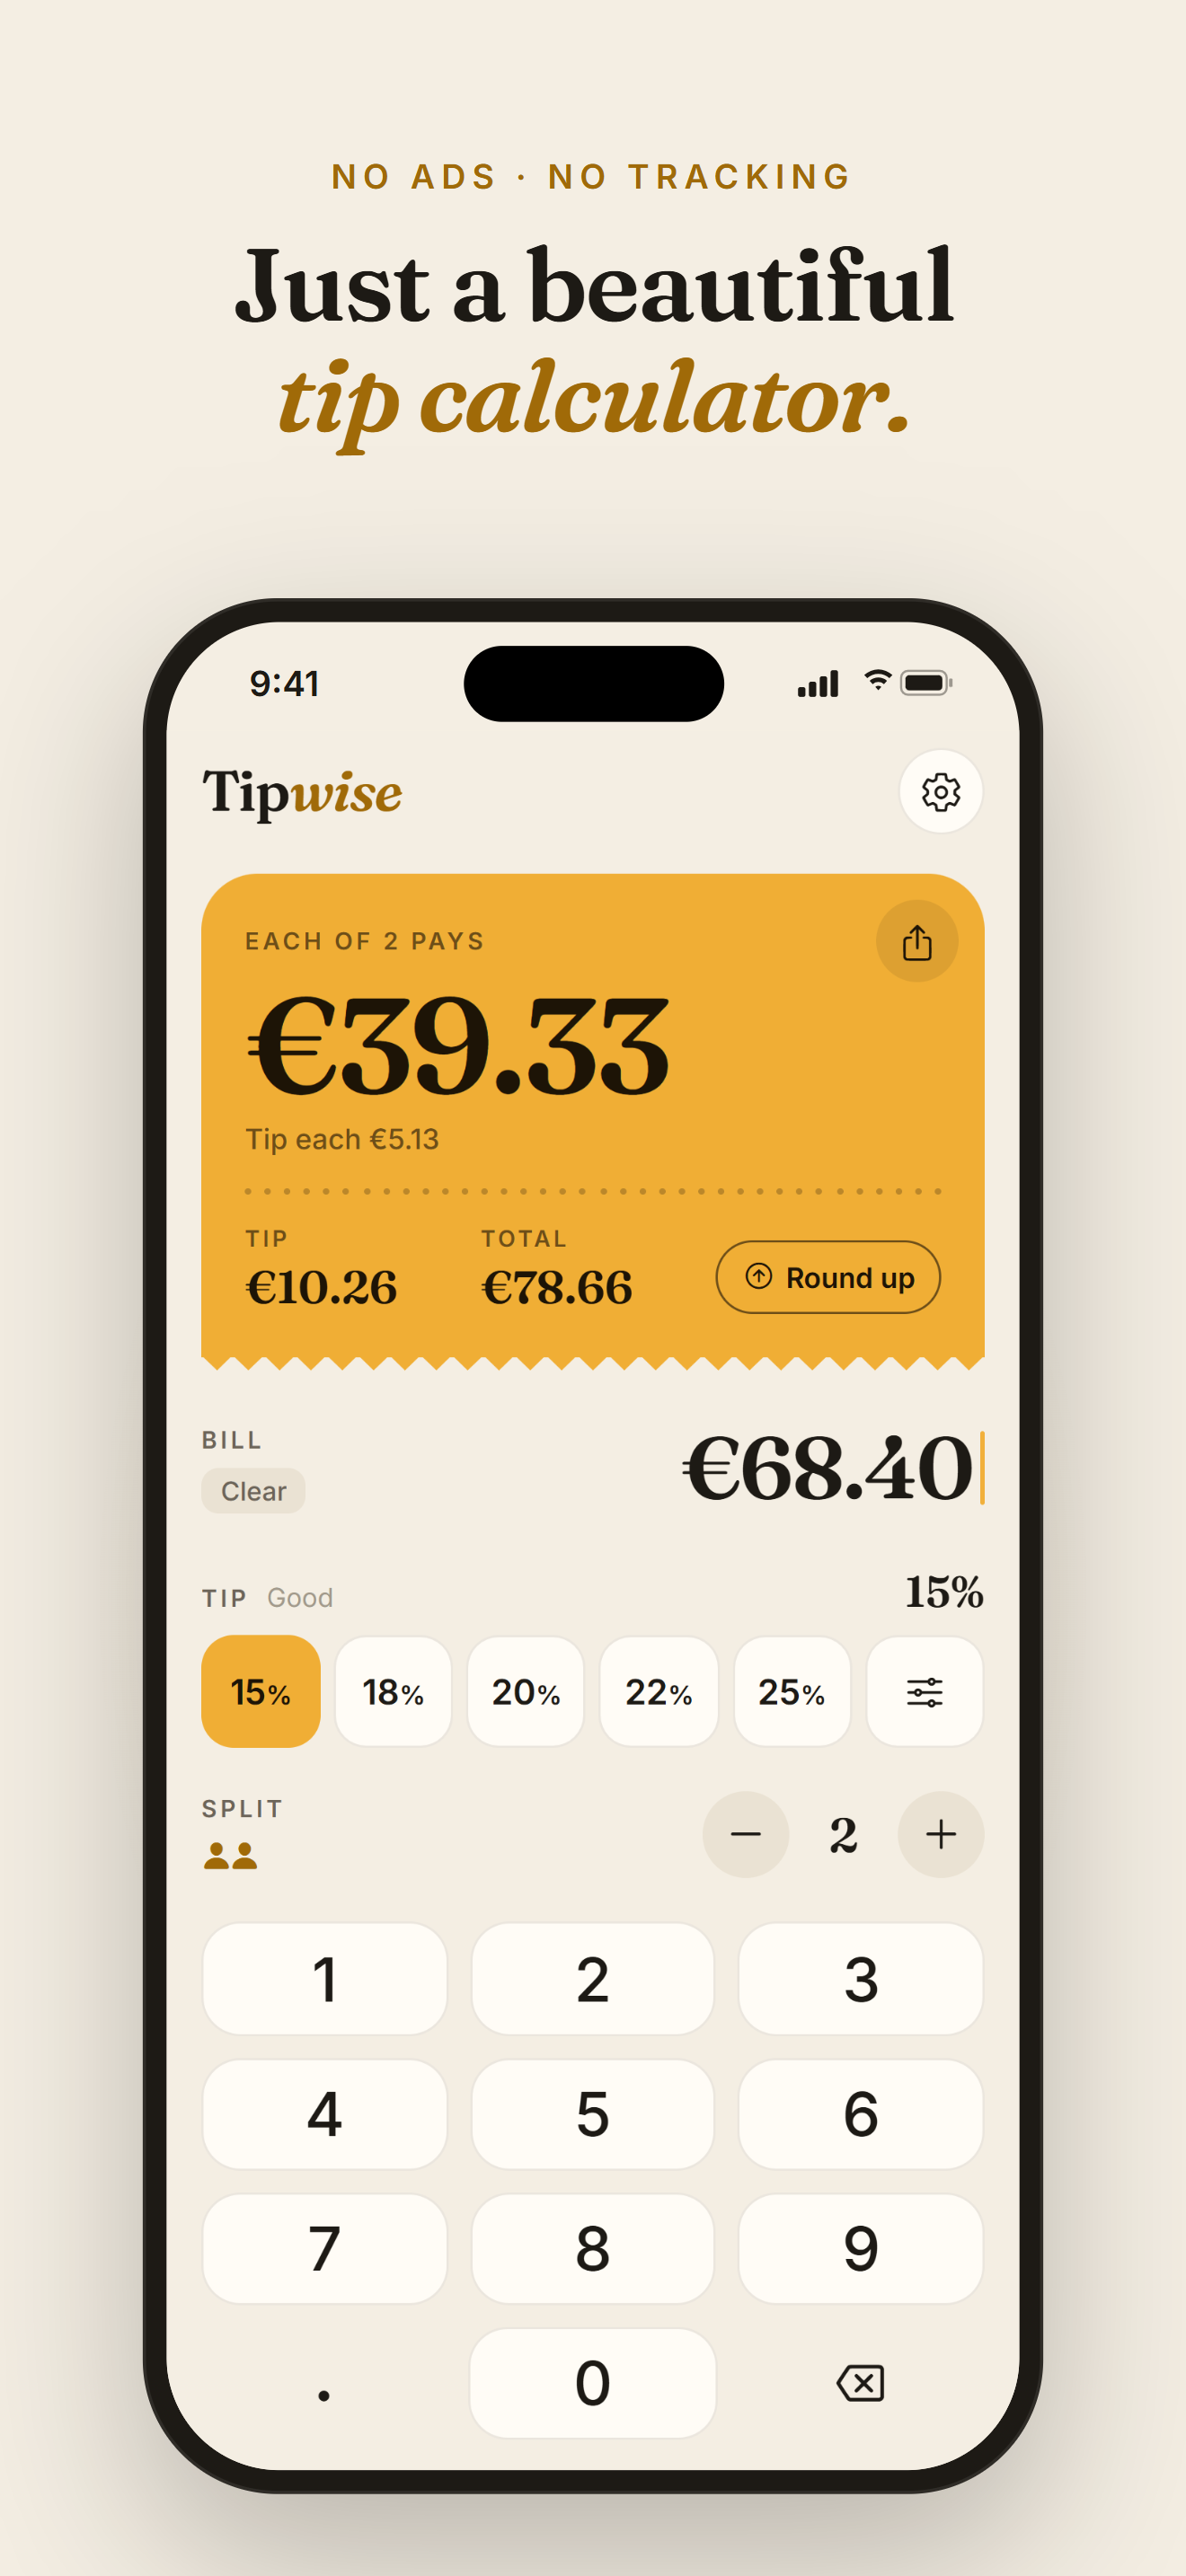 NO ADS · NO TRACKING
Just a beautiful
tip calculator.
9:41
Tipwise
EACH OF 2 PAYS
€39.33
Tip each €5.13
TIP TOTAL
€10.26 €78.66 Round up
BILL
€68.40
Clear
TIP Good 15%
15% 18% 20% 22% 25%
SPLIT
2
1 2 3
4 5 6
7 8 9
. 0